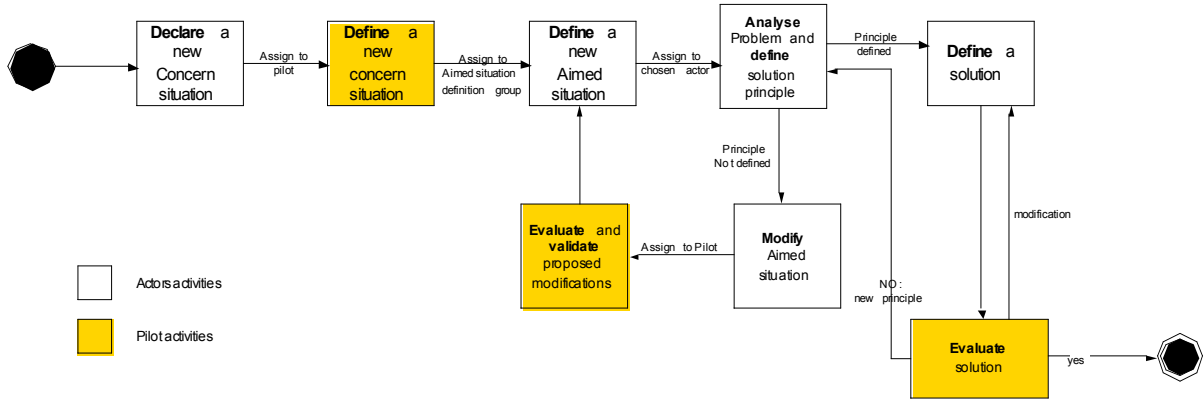 Declare a
new
Concern
situation
Assign to
pilot
Define a
new
concern
situation
Assign to
Aimed situation
definition group
Define a
new
Aimed
situation
Assign to
chosen actor
Analyse
Problem and
define
solution
principle
Principle
defined
Define a
solution
Principle
Not defined
modification
Evaluate and
validate
proposed
modifications
Assign to Pilot
Modify
Aimed
situation
NO :
new principle
Actors activities
Pilot activities
Evaluate
solution
yes